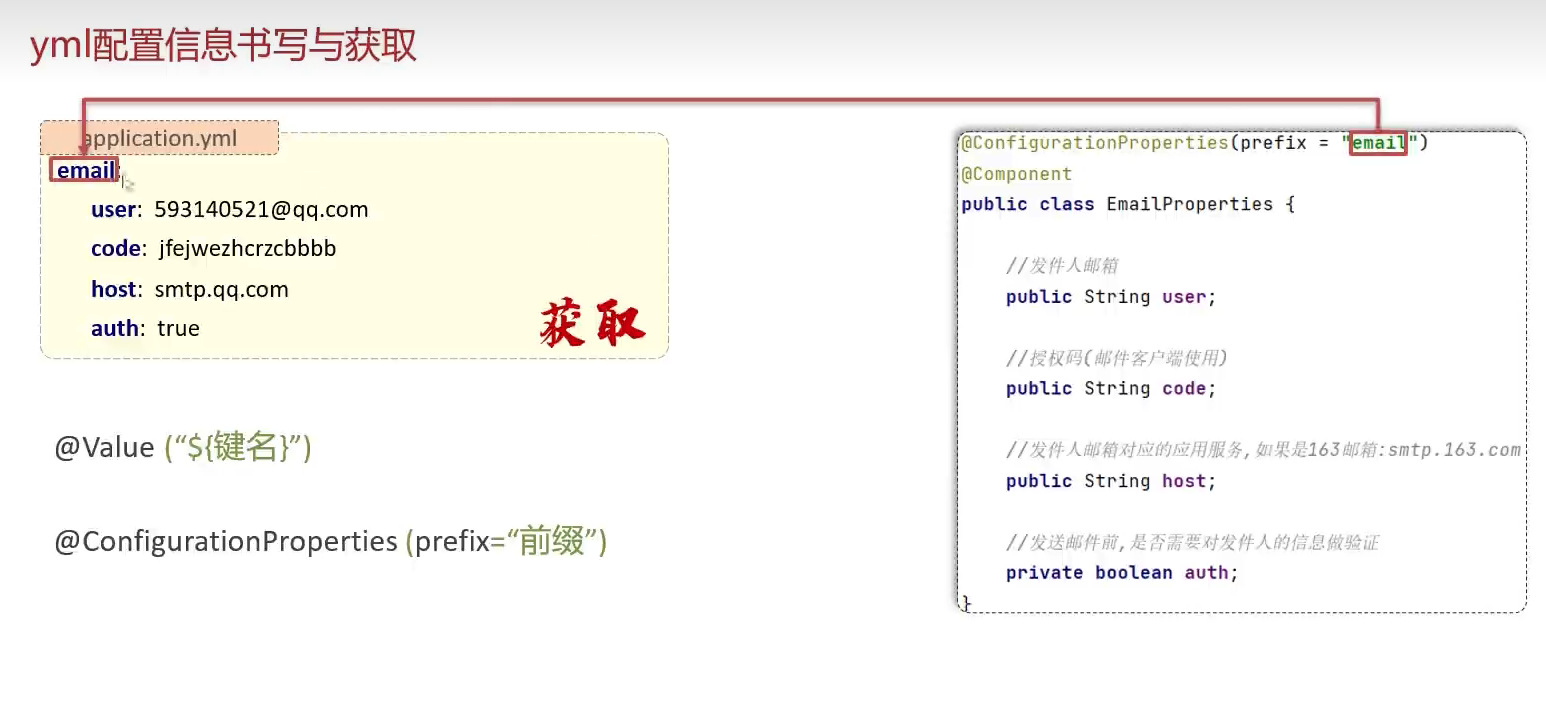 yml配置信息书写与获取
application.yml
email:
user: 593140521@qq.com
code: jfejwezhcrzcbbbb
host: smtp.qq.com
auth: true
获取
@Value (“${键名}”)
@ConfigurationProperties (prefix=“前缀”)
@ConfigurationProperties(prefix = "email")
@Component
public class EmailProperties {
//发件人邮箱
public String user;
//授权码(邮件客户端使用)
public String code;
//发件人邮箱对应的应用服务,如果是163邮箱:smtp.163.com
public String host;
//发送邮件前,是否需要对发件人的信息做验证
private boolean auth;
}